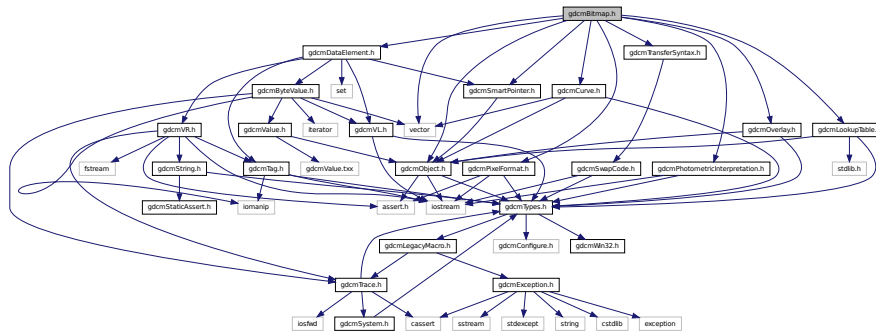 gdcmBitmap.h
gdcmDataElement.h
gdcmTransferSyntax.h
gdcmByteValue.h
set
gdcmSmartPointer.h
gdcmCurve.h
gdcmVR.h
gdcmValue.h
iterator
gdcmVL.h
vector
gdcmOverlay.h
gdcmLookupTable.
fstream
gdcmString.h
gdcmTag.h
gdcmValue.txx
gdcmObject.h
gdcmPixelFormat.h
gdcmSwapCode.h
gdcmPhotometricInterpretation.h
stdlib.h
gdcmStaticAssert.h
iomanip
assert.h
iostream
gdcmTypes.h
gdcmLegacyMacro.h
gdcmConfigure.h
gdcmWin32.h
gdcmTrace.h
gdcmException.h
iosfwd
gdcmSystem.h
cassert
sstream
stdexcept
string
cstdlib
exception